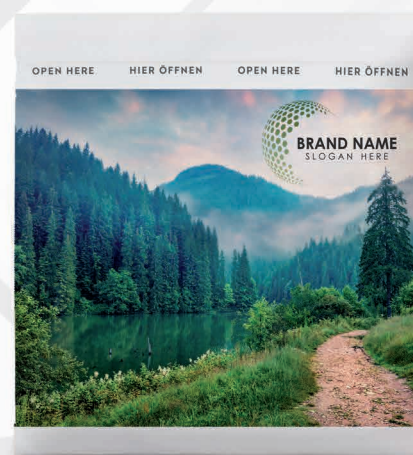 OPEN HERE HIER ÖFFNEN OPEN HERE HIER ÖFFNEN
BRAND NAME
SLOGAN HERE